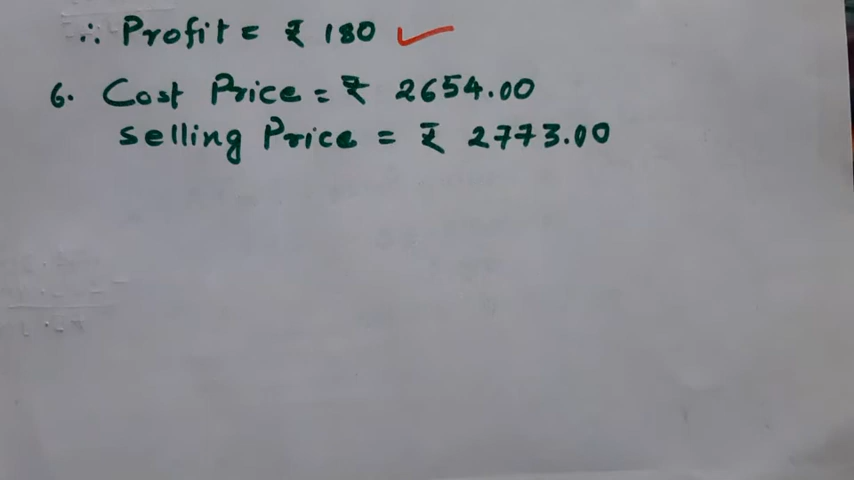 ∴ Profit = ₹ 180 ✓
6. Cost Price = ₹ 2654.00
Selling Price = ₹ 2773.00